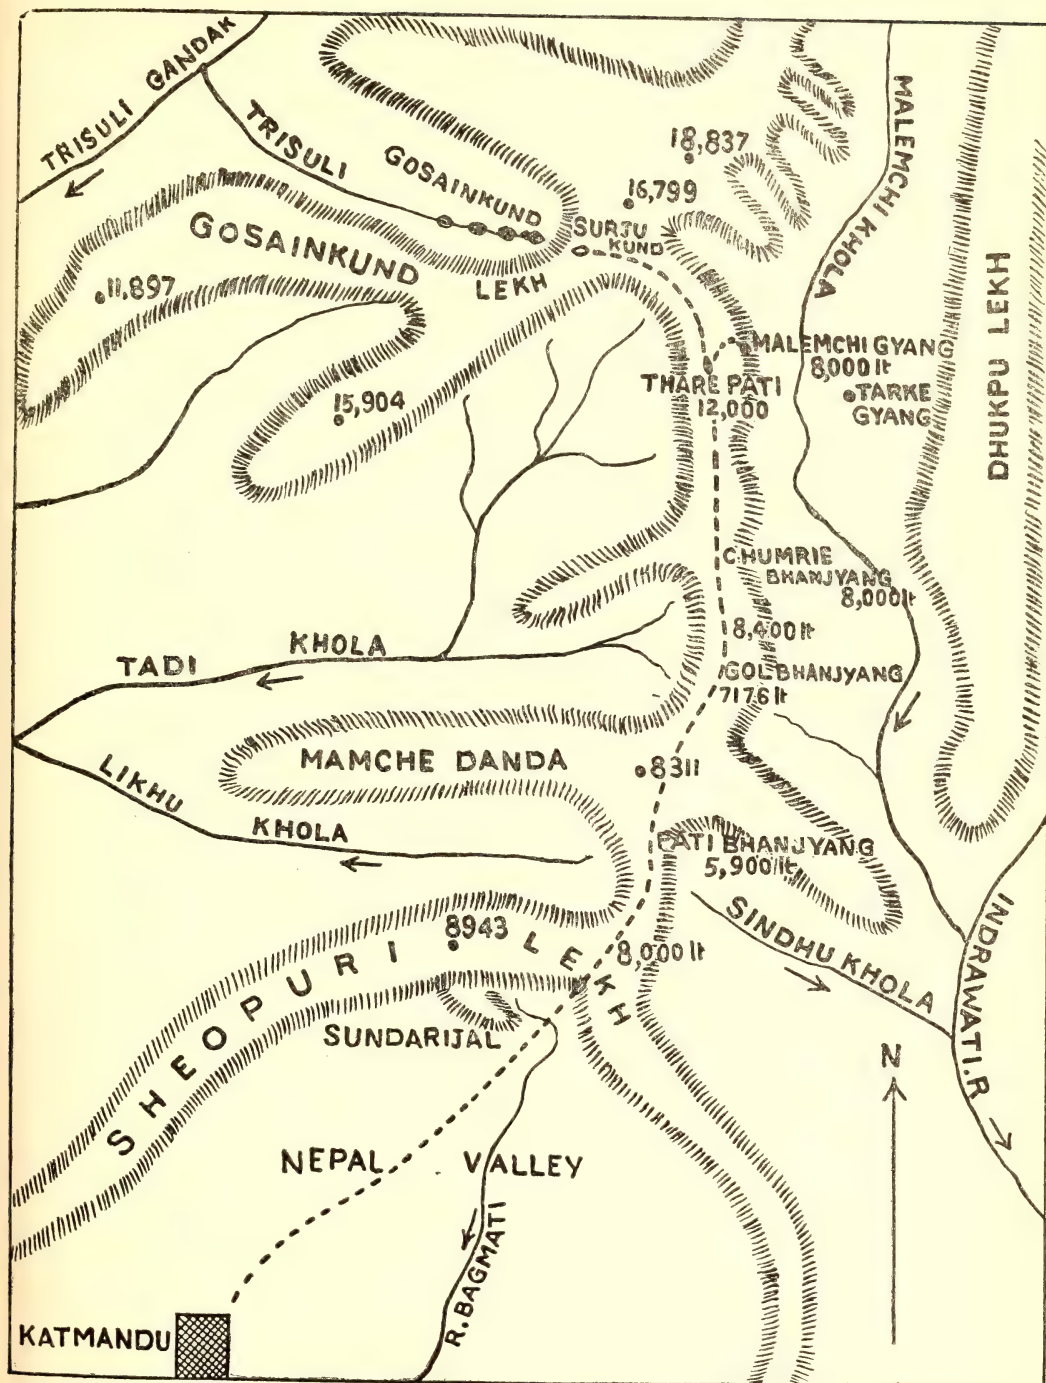 TRISULI GANDAK
TRISULI
GOSAINKUND
18,837
16,799
MALEMCHI KHOLA
SURJU
KUND
GOSAINKUND
LEKH
11,897
DHUKPU LEKH
MALEMCHI GYANG
8,000 ft
THARE PATI
12,000
TARKE
GYANG
15,904
CHUMRIE
BHANJYANG
8,000 ft
8,400 ft
KHOLA
TADI
GOLBHANJYANG
7176 ft
MAMCHE DANDA
8311
LIKHU
KHOLA
PATI BHANJYANG
5,900 ft
SINDHU KHOLA
INDRAWATI.R
8943
8,000 ft
SHEOPURI LEKH
SUNDARIJAL
N
NEPAL VALLEY
R. BAGMATI
KATMANDU